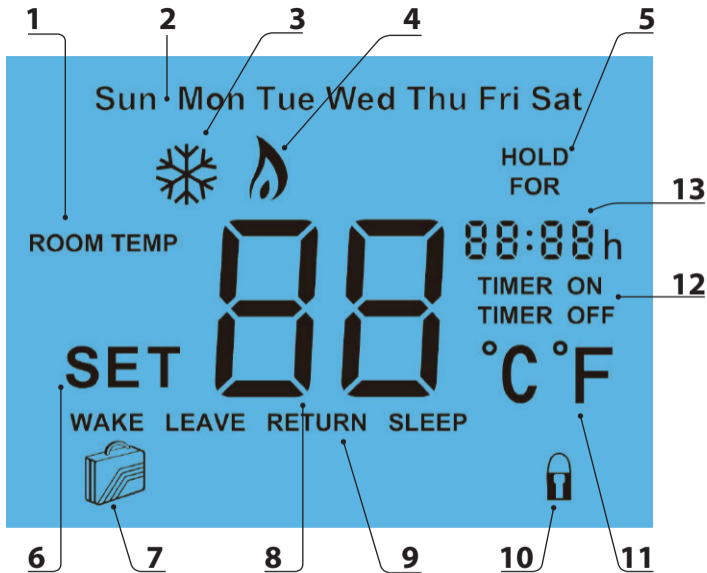 1 2 3 4 5
Sun Mon Tue Wed Thu Fri Sat
HOLD
FOR
13
ROOM TEMP
88:88h
TIMER ON
12
TIMER OFF
88
SET
°C °F
WAKE LEAVE RETURN SLEEP
6 7 8 9 10 11